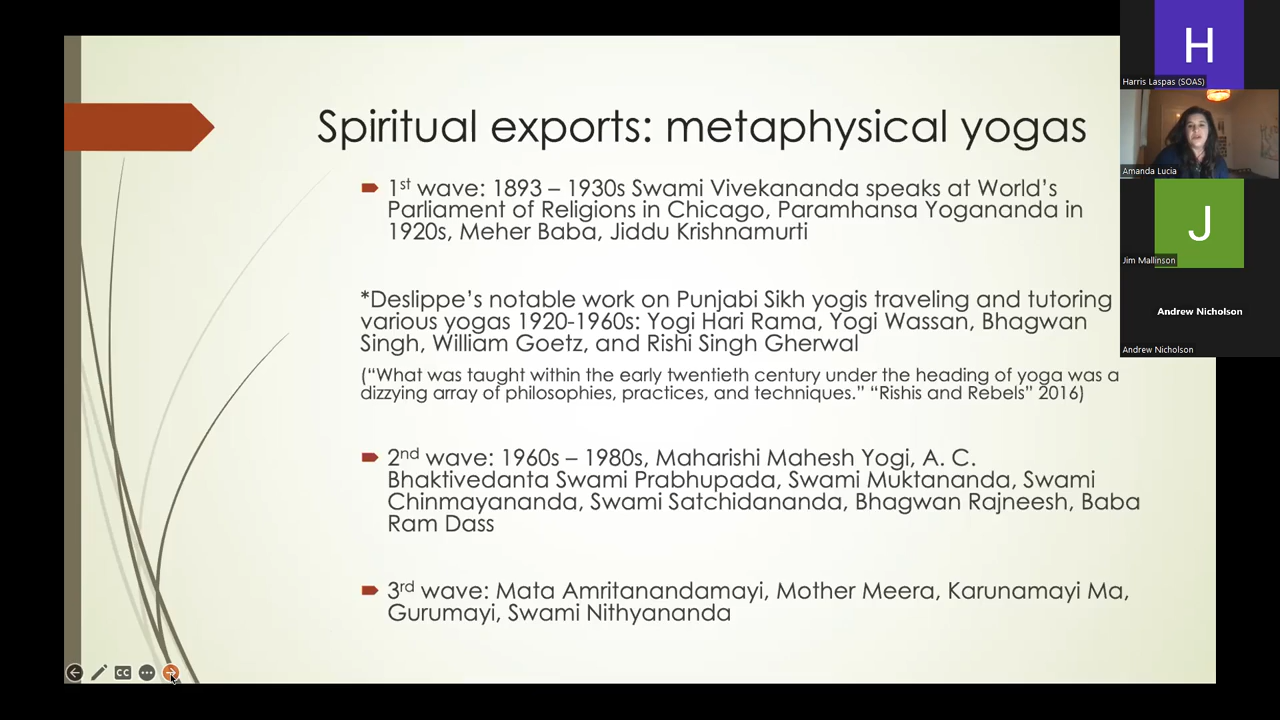 Spiritual exports: metaphysical yogas
1st wave: 1893 – 1930s Swami Vivekananda speaks at World's
Parliament of Religions in Chicago, Paramhansa Yogananda in
1920s, Meher Baba, Jiddu Krishnamurti
*Deslippe's notable work on Punjabi Sikh yogis traveling and tutoring
various yogas 1920-1960s: Yogi Hari Rama, Yogi Wassan, Bhagwan
Singh, William Goetz, and Rishi Singh Gherwal
("What was taught within the early twentieth century under the heading of yoga was a
dizzying array of philosophies, practices, and techniques." "Rishis and Rebels" 2016)
2nd wave: 1960s – 1980s, Maharishi Mahesh Yogi, A. C.
Bhaktivedanta Swami Prabhupada, Swami Muktananda, Swami
Chinmayananda, Swami Satchidananda, Bhagwan Rajneesh, Baba
Ram Dass
3rd wave: Mata Amritanandamayi, Mother Meera, Karunamayi Ma,
Gurumayi, Swami Nithyananda
CC
H
Harris Laspas (SOAS)
Amanda Lucia
J
Jim Mallinson
Andrew Nicholson
Andrew Nicholson